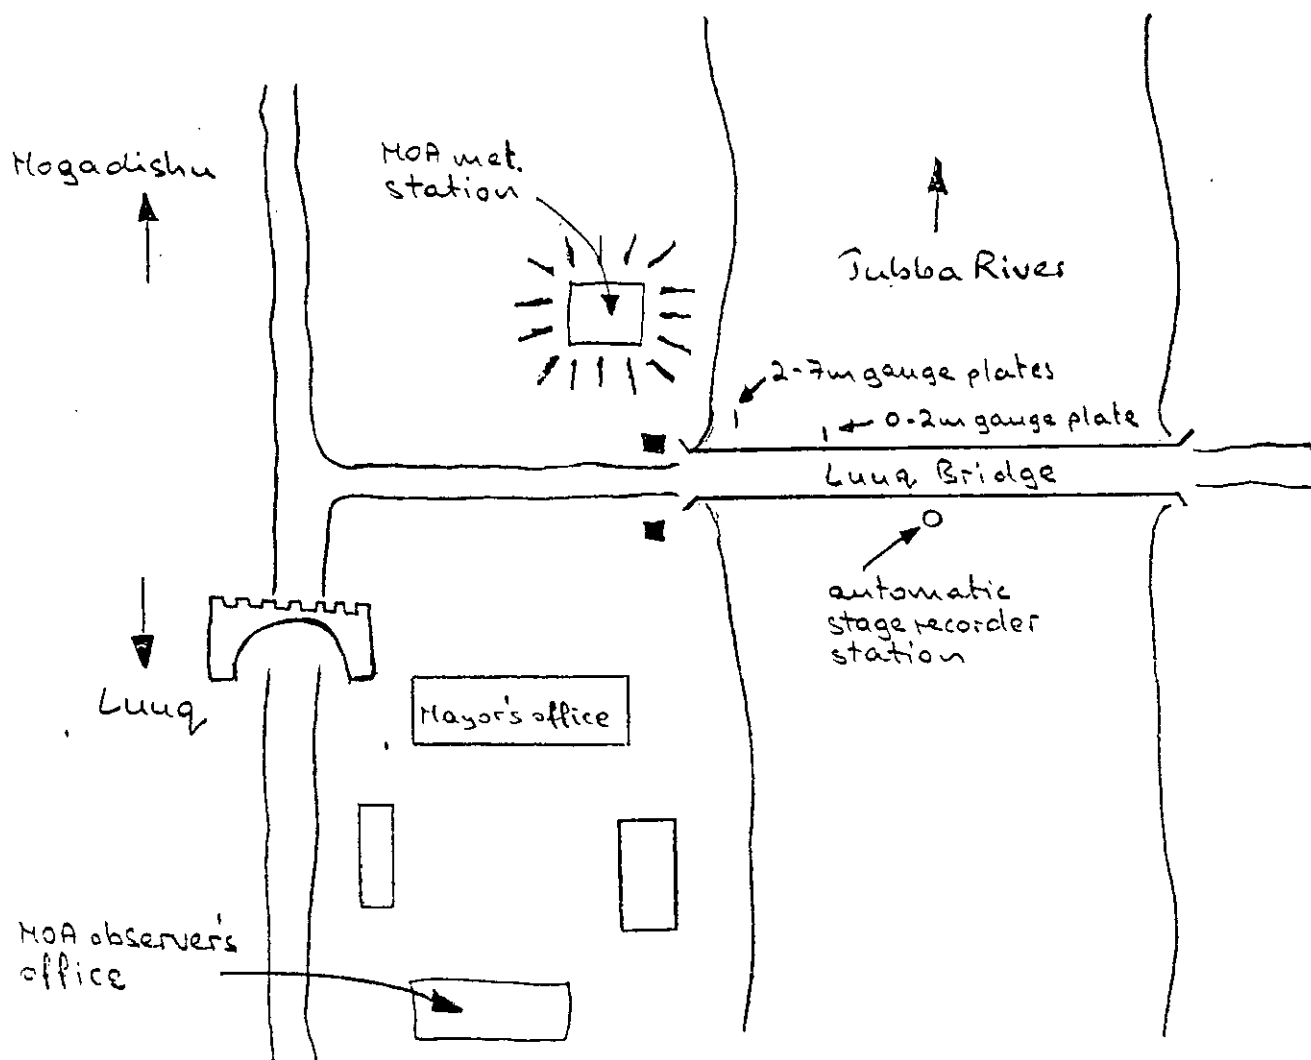 Mogadishu
MOA met.
station
Jubba River
2-7m gauge plates
0-2m gauge plate
Luuq Bridge
automatic
stage recorder
station
Luuq
Mayor's office
MOA observer's
office